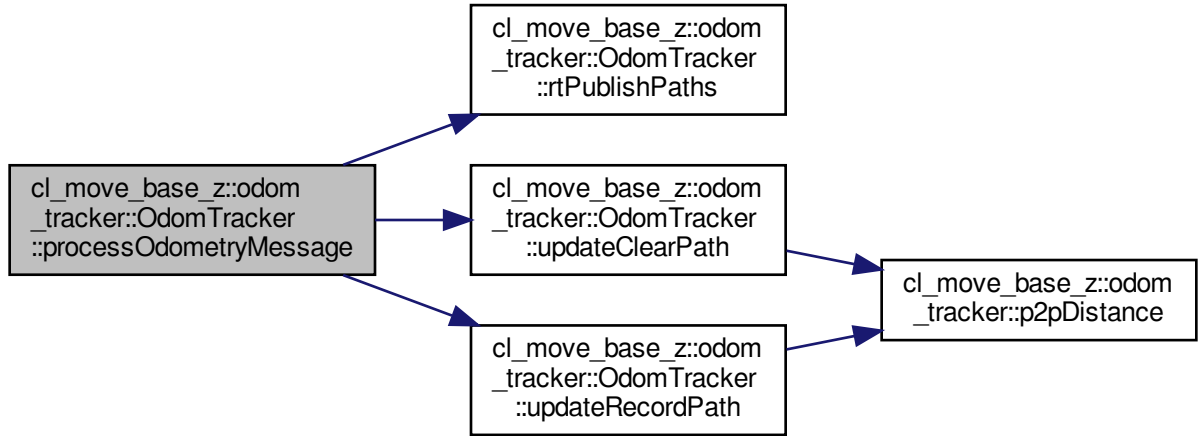 cl_move_base_z::odom
_tracker::OdomTracker
::rtPublishPaths
cl_move_base_z::odom
_tracker::OdomTracker
::processOdometryMessage
cl_move_base_z::odom
_tracker::OdomTracker
::updateClearPath
cl_move_base_z::odom
_tracker::p2pDistance
cl_move_base_z::odom
_tracker::OdomTracker
::updateRecordPath